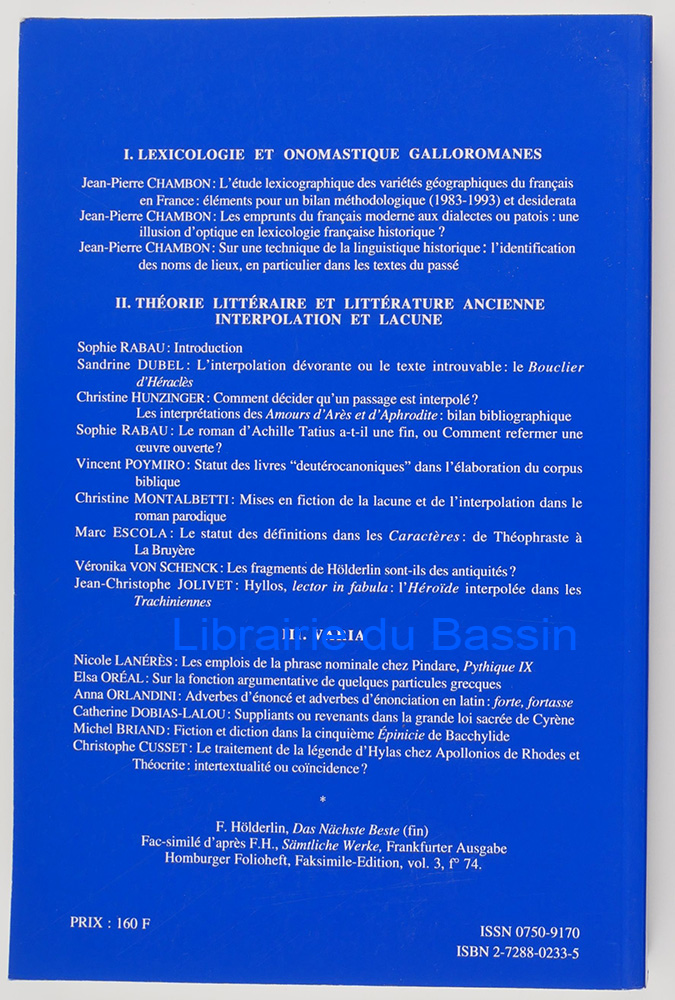 I. LEXICOLOGIE ET ONOMASTIQUE GALLOROMANES
Jean-Pierre CHAMBON : L'étude lexicographique des variétés géographiques du français
en France : éléments pour un bilan méthodologique (1983-1993) et desiderata
Jean-Pierre CHAMBON : Les emprunts du français moderne aux dialectes ou patois : une
illusion d'optique en lexicologie française historique ?
Jean-Pierre CHAMBON : Sur une technique de la linguistique historique : l'identification
des noms de lieux, en particulier dans les textes du passé
II. THÉORIE LITTÉRAIRE ET LITTÉRATURE ANCIENNE
INTERPOLATION ET LACUNE
Sophie RABAU : Introduction
Sandrine DUBEL : L'interpolation dévorante ou le texte introuvable : le Bouclier
d'Héraclès
Christine HUNZINGER : Comment décider qu'un passage est interpolé ?
Les interprétations des Amours d'Arès et d'Aphrodite : bilan bibliographique
Sophie RABAU : Le roman d'Achille Tatius a-t-il une fin, ou Comment refermer une
œuvre ouverte ?
Vincent POYMIRO : Statut des livres "deutérocanoniques" dans l'élaboration du corpus
biblique
Christine MONTALBETTI : Mises en fiction de la lacune et de l'interpolation dans le
roman parodique
Marc ESCOLA : Le statut des définitions dans les Caractères : de Théophraste à
La Bruyère
Véronika VON SCHENCK : Les fragments de Hölderlin sont-ils des antiquités ?
Jean-Christophe JOLIVET : Hyllos, lector in fabula : l'Héroïde interpolée dans les
Trachiniennes
III. VARIA
Librairie du Bassin
Nicole LANÉRÈS : Les emplois de la phrase nominale chez Pindare, Pythique IX
Elsa ORÉAL : Sur la fonction argumentative de quelques particules grecques
Anna ORLANDINI : Adverbes d'énoncé et adverbes d'énonciation en latin : forte, fortasse
Catherine DOBIAS-LALOU : Suppliants ou revenants dans la grande loi sacrée de Cyrène
Michel BRIAND : Fiction et diction dans la cinquième Épinicie de Bacchylide
Christophe CUSSET : Le traitement de la légende d'Hylas chez Apollonios de Rhodes et
Théocrite : intertextualité ou coïncidence ?
*
F. Hölderlin, Das Nächste Beste (fin)
Fac-similé d'après F.H., Sämtliche Werke, Frankfurter Ausgabe
Homburger Folioheft, Faksimile-Edition, vol. 3, f° 74.
PRIX : 160 F
ISSN 0750-9170
ISBN 2-7288-0233-5